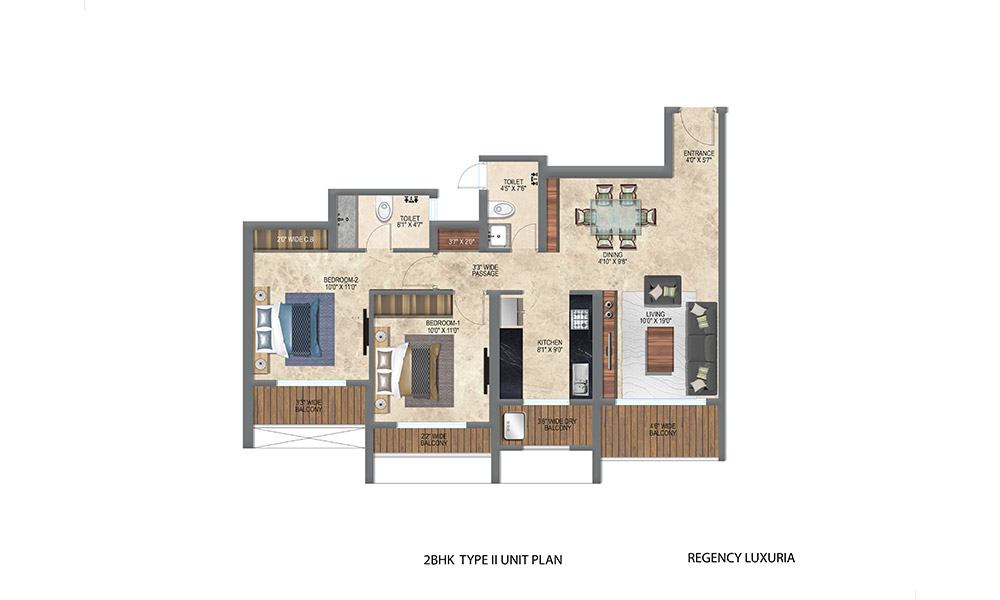 ENTRANCE
4'0" X 5'7"
TOILET
4'5" X 7'6"
TOILET
8'1" X 4'7"
2'0" WIDE C.B
3'7" X 2'0"
DINING
4'10" X 9'8"
3'3" WIDE
PASSAGE
BEDROOM-2
10'0" X 11'0"
BEDROOM-1
10'0" X 11'0"
LIVING
10'0" X 19'0"
KITCHEN
8'1" X 9'0"
3'3" WIDE
BALCONY
2'2" WIDE
BALCONY
3'6" WIDE DRY
BALCONY
4'6" WIDE
BALCONY
2BHK TYPE II UNIT PLAN
REGENCY LUXURIA